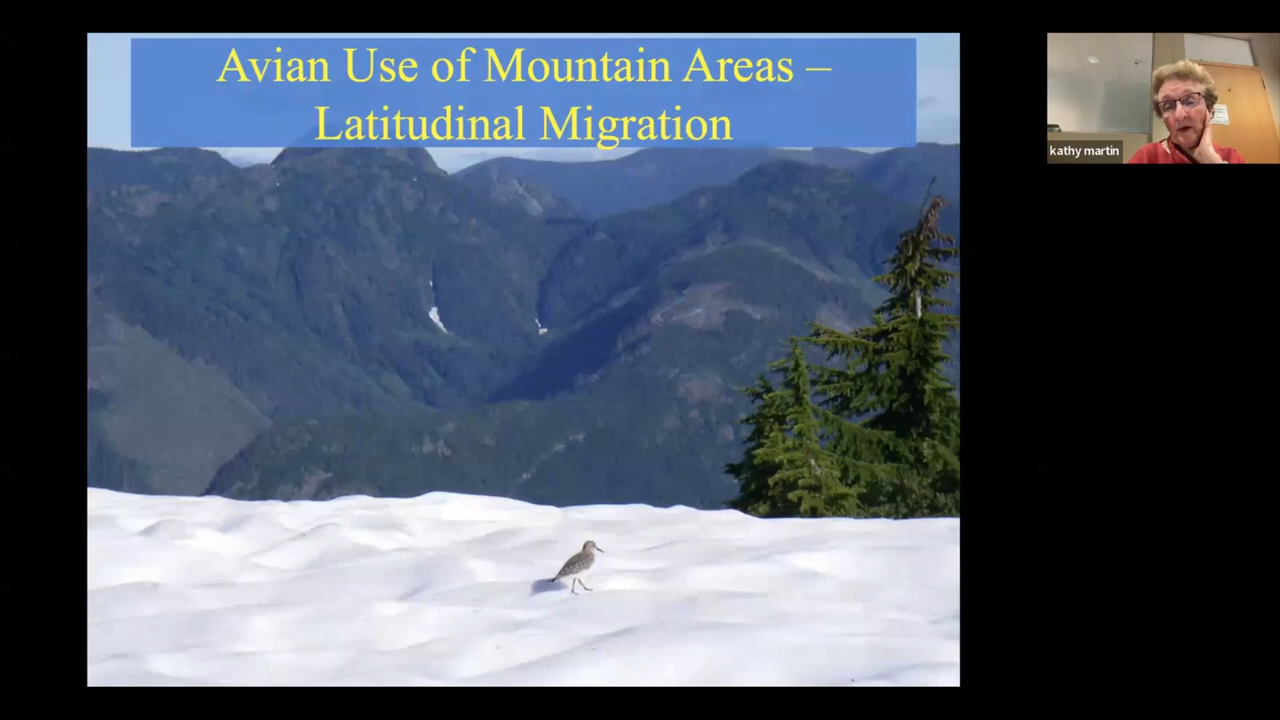 Avian Use of Mountain Areas –
Latitudinal Migration
kathy martin